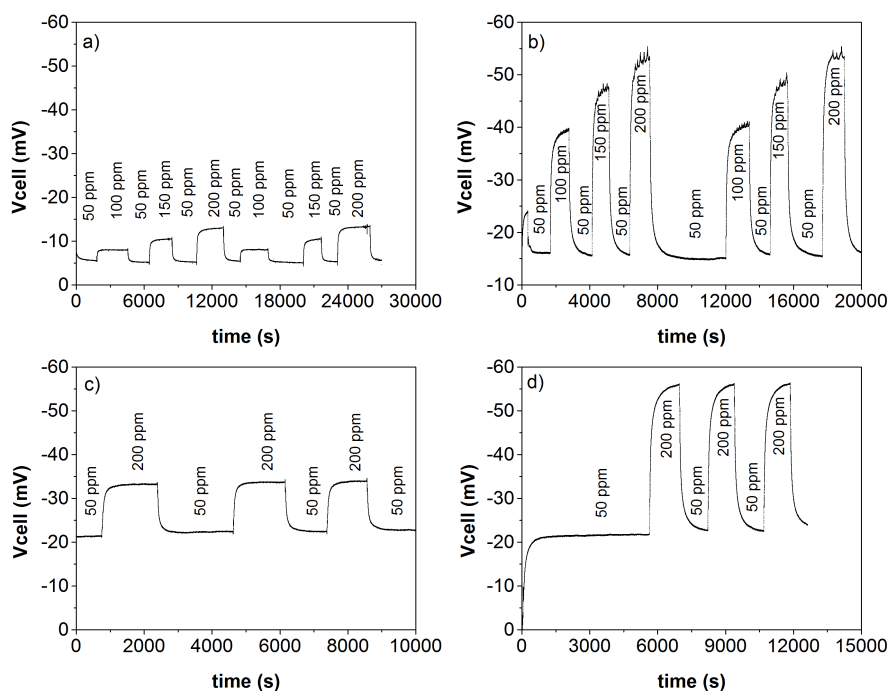 a)
Vcell (mV)
-60
-50
-40
-30
-20
-10
0
50 ppm
100 ppm
50 ppm
150 ppm
50 ppm
200 ppm
50 ppm
100 ppm
50 ppm
150 ppm
50 ppm
200 ppm
0 6000 12000 18000 24000 30000
time (s)
b)
Vcell (mV)
-60
-50
-40
-30
-20
-10
50 ppm
100 ppm
50 ppm
150 ppm
50 ppm
200 ppm
50 ppm
100 ppm
50 ppm
150 ppm
50 ppm
200 ppm
0 4000 8000 12000 16000 20000
time (s)
c)
Vcell (mV)
-60
-50
-40
-30
-20
-10
0
50 ppm
200 ppm
50 ppm
200 ppm
50 ppm
200 ppm
50 ppm
0 2000 4000 6000 8000 10000
time (s)
d)
Vcell (mV)
-60
-50
-40
-30
-20
-10
0
50 ppm
200 ppm
50 ppm
200 ppm
50 ppm
200 ppm
0 3000 6000 9000 12000 15000
time (s)